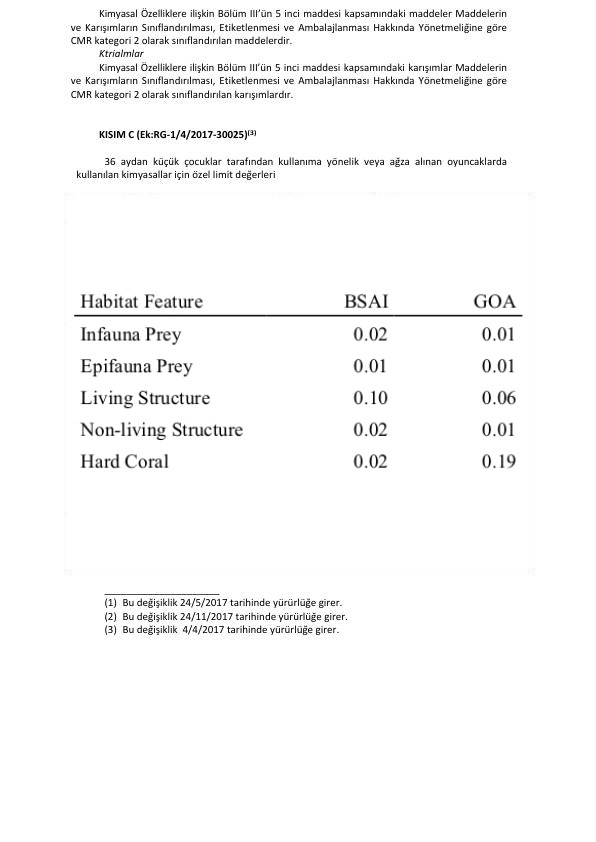 Kimyasal Özelliklere ilişkin Bölüm III'ün 5 inci maddesi kapsamındaki maddeler Maddelerin
ve Karışımların Sınıflandırılması, Etiketlenmesi ve Ambalajlanması Hakkında Yönetmeliğine göre
CMR kategori 2 olarak sınıflandırılan maddelerdir.
Ktrialmlar
Kimyasal Özelliklere ilişkin Bölüm III'ün 5 inci maddesi kapsamındaki karışımlar Maddelerin
ve Karışımların Sınıflandırılması, Etiketlenmesi ve Ambalajlanması Hakkında Yönetmeliğine göre
CMR kategori 2 olarak sınıflandırılan karışımlardır.
KISIM C (Ek:RG-1/4/2017-30025)(3)
36 aydan küçük çocuklar tarafından kullanıma yönelik veya ağza alınan oyuncaklarda
kullanılan kimyasallar için özel limit değerleri
Habitat Feature BSAI GOA
Infauna Prey 0.02 0.01
Epifauna Prey 0.01 0.01
Living Structure 0.10 0.06
Non-living Structure 0.02 0.01
Hard Coral 0.02 0.19
(1) Bu değişiklik 24/5/2017 tarihinde yürürlüğe girer.
(2) Bu değişiklik 24/11/2017 tarihinde yürürlüğe girer.
(3) Bu değişiklik 4/4/2017 tarihinde yürürlüğe girer.